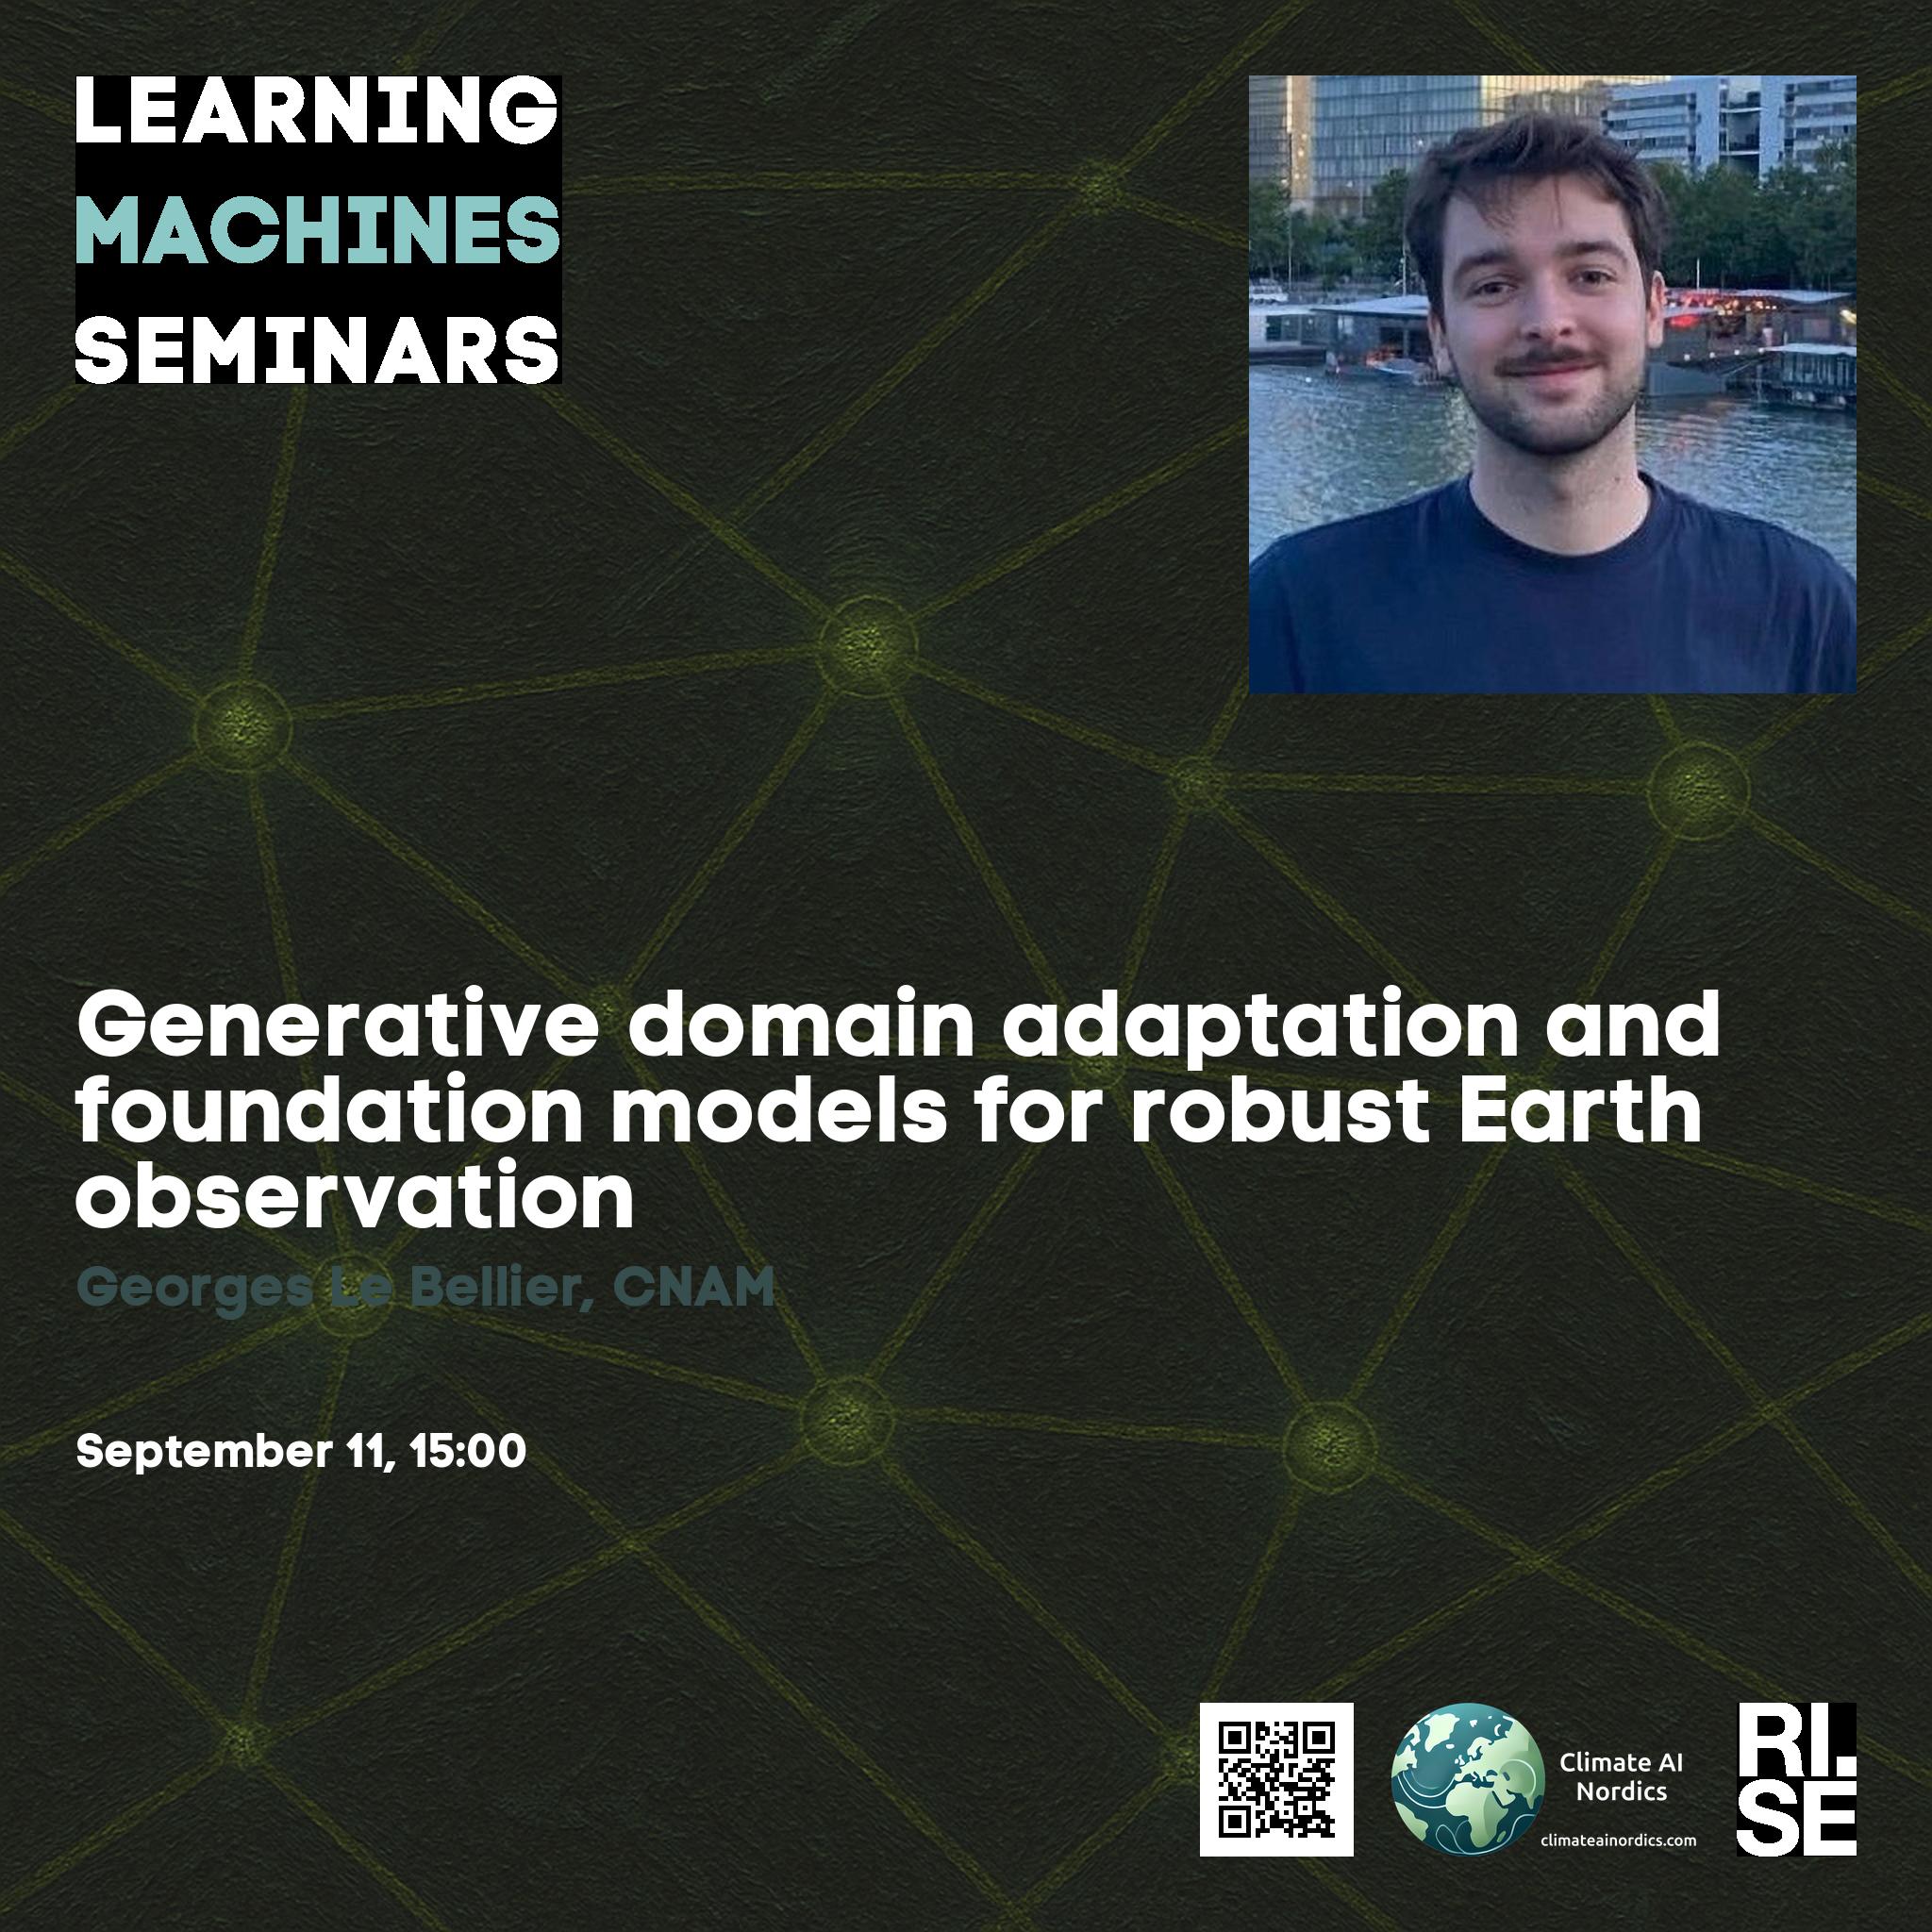 LEARNING
MACHINES
SEMINARS
Generative domain adaptation and
foundation models for robust Earth
observation
Georges Le Bellier, CNAM
September 11, 15:00
Climate AI
Nordics
climateainordics.com
RI.
SE